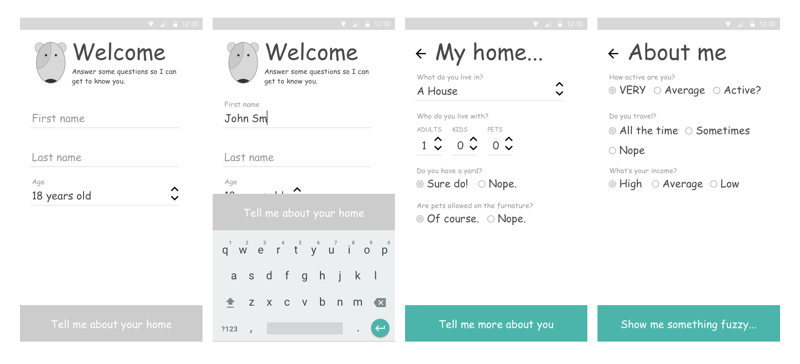 12:30
Welcome
Answer some questions so I can
get to know you.
First name
Last name
Age
18 years old
Tell me about your home
12:30
Welcome
Answer some questions so I can
get to know you.
First name
John Sm
Last name
Age
Tell me about your home
1 2 3 4 5 6 7 8 9 0
q w e r t y u i o p
a s d f g h j k l
z x c v b n m
?123 , .
12:30
My home...
What do you live in?
A House
Who do you live with?
ADULTS KIDS PETS
1 0 0
Do you have a yard?
Sure do! Nope.
Are pets allowed on the furnature?
Of course. Nope.
Tell me more about you
12:30
About me
How active are you?
VERY Average Active?
Do you travel?
All the time Sometimes
Nope
What's your income?
High Average Low
Show me something fuzzy...